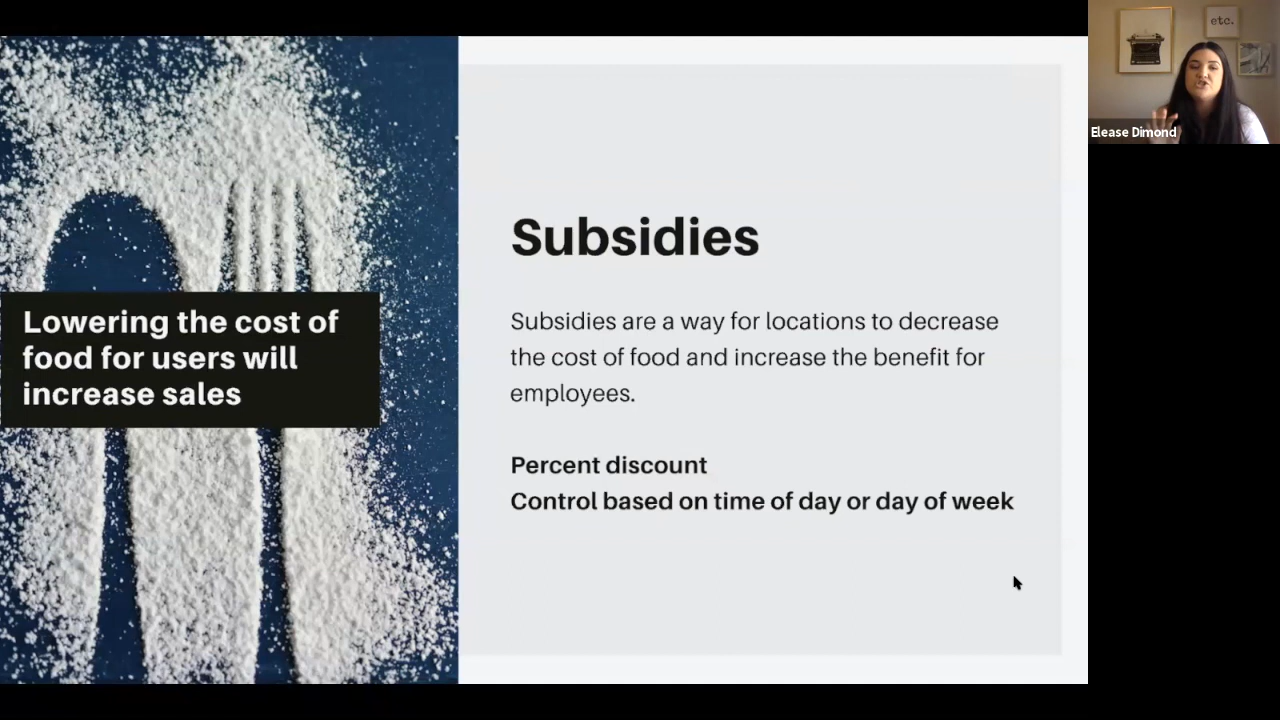 etc.
Elease Dimond
Lowering the cost of
food for users will
increase sales
Subsidies
Subsidies are a way for locations to decrease
the cost of food and increase the benefit for
employees.
Percent discount
Control based on time of day or day of week